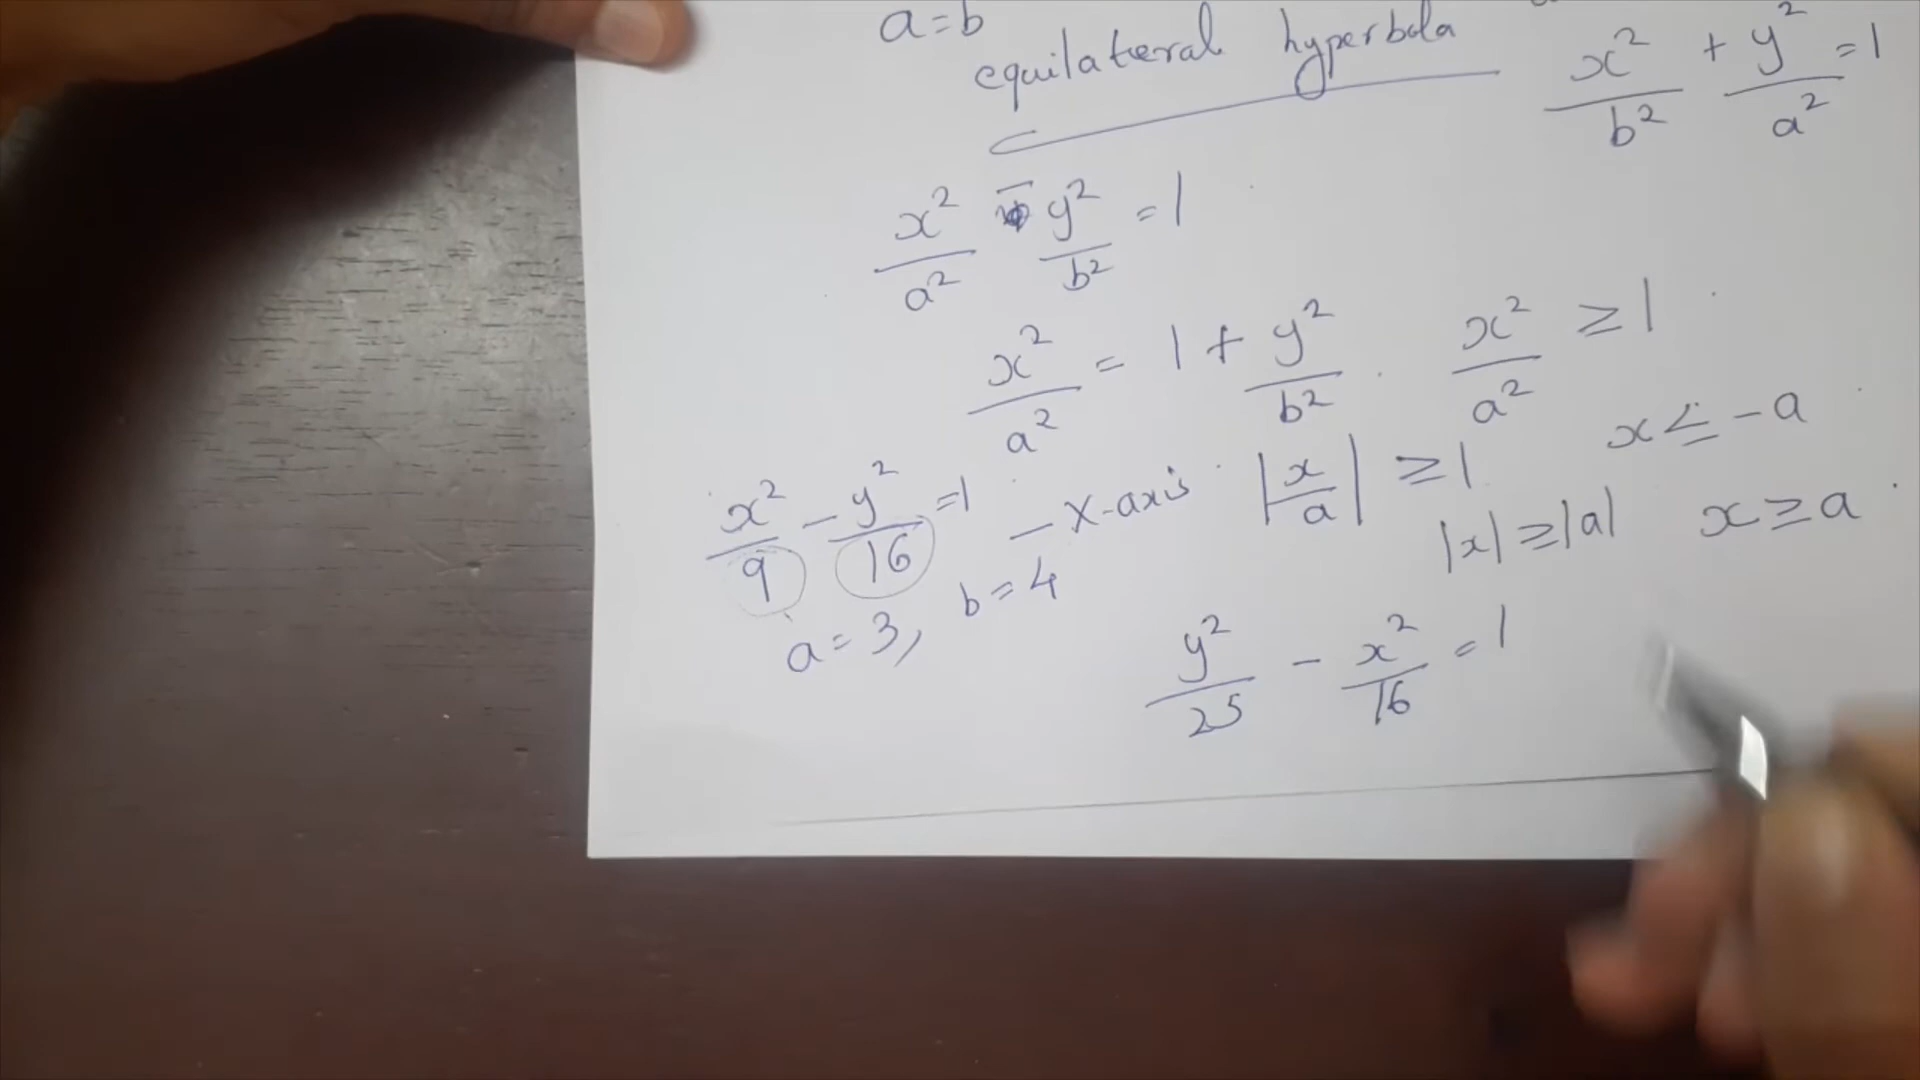 a=b
equilateral hyperbola
x²/b² + y²/a² = 1
x²/a² - y²/b² = 1
x²/a² = 1 + y²/b² . x²/a² ≥ 1
x ≤ -a
x²/9 - y²/16 = 1 - X-axis |x/a| ≥ 1
|x| ≥ |a| x ≥ a
a = 3, b = 4
y²/25 - x²/16 = 1